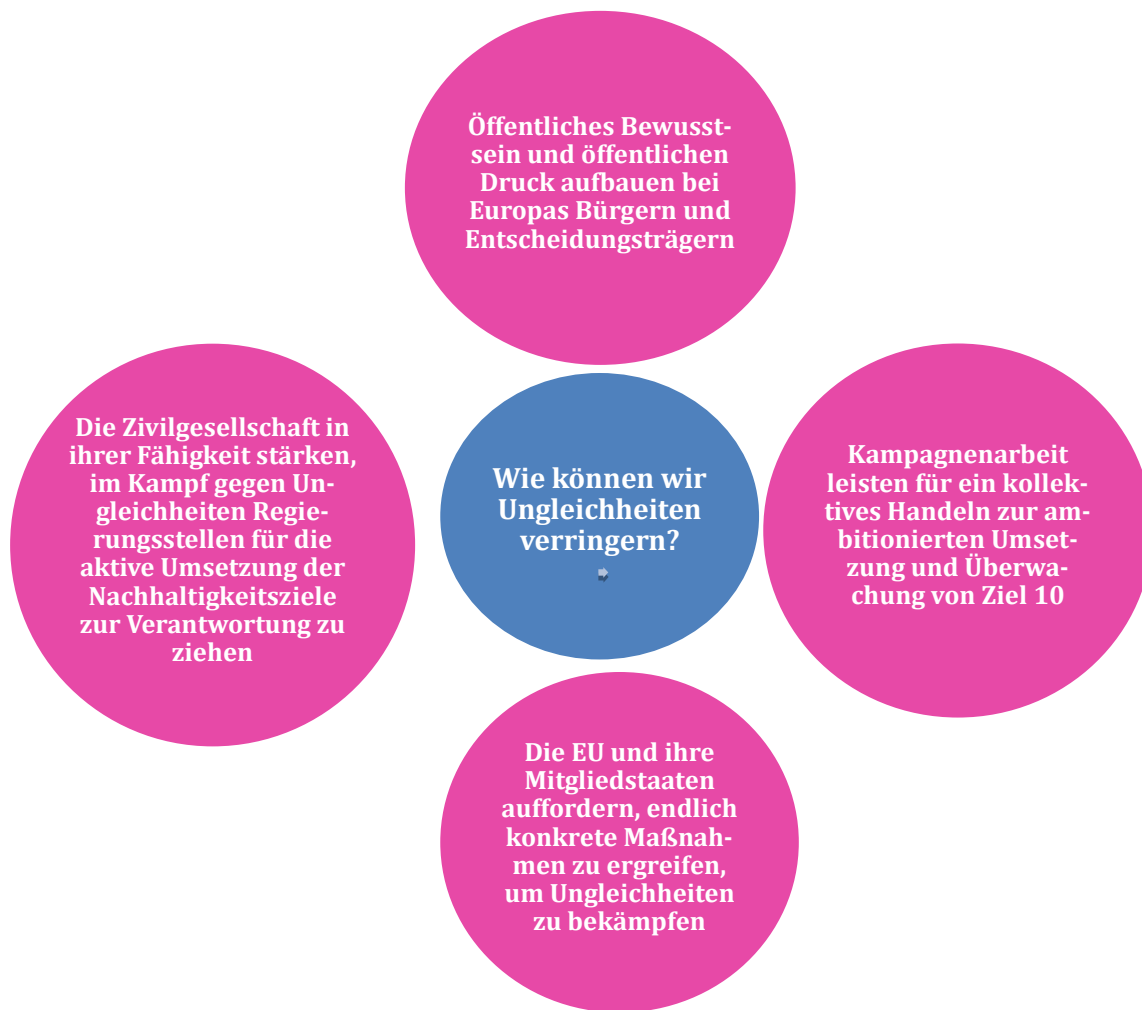 Öffentliches Bewusst-
sein und öffentlichen
Druck aufbauen bei
Europas Bürgern und
Entscheidungsträgern
Die Zivilgesellschaft in
ihrer Fähigkeit stärken,
im Kampf gegen Un-
gleichheiten Regie-
rungsstellen für die
aktive Umsetzung der
Nachhaltigkeitsziele
zur Verantwortung zu
ziehen
Wie können wir
Ungleichheiten
verringern?
Kampagnenarbeit
leisten für ein kollek-
tives Handeln zur am-
bitionierten Umset-
zung und Überwa-
chung von Ziel 10
Die EU und ihre
Mitgliedstaaten
auffordern, endlich
konkrete Maßnah-
men zu ergreifen,
um Ungleichheiten
zu bekämpfen